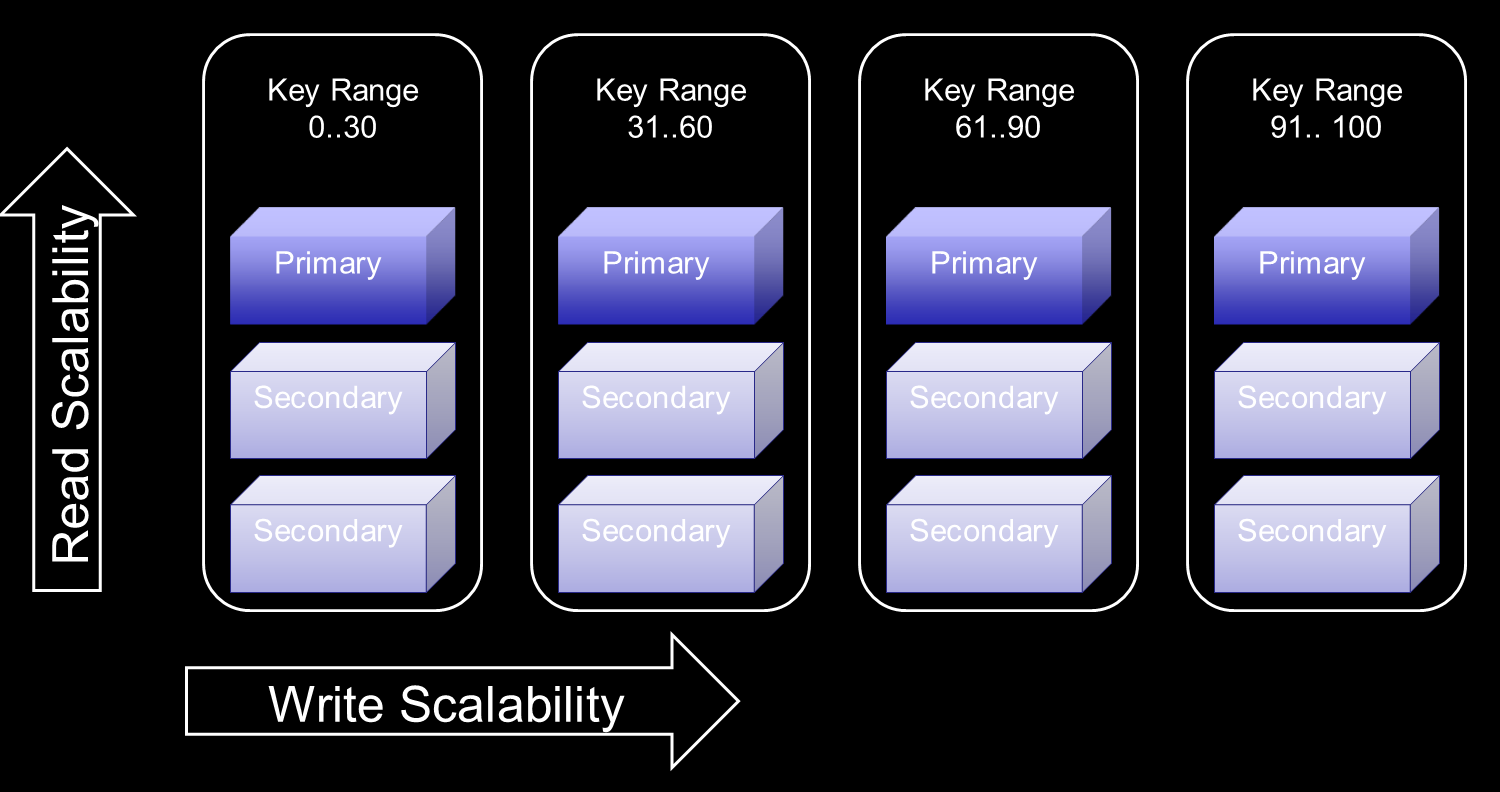 Key Range
0..30
Key Range
31..60
Key Range
61..90
Key Range
91.. 100
Read Scalability
Primary
Primary
Primary
Primary
Secondary
Secondary
Secondary
Secondary
Secondary
Secondary
Secondary
Secondary
Write Scalability